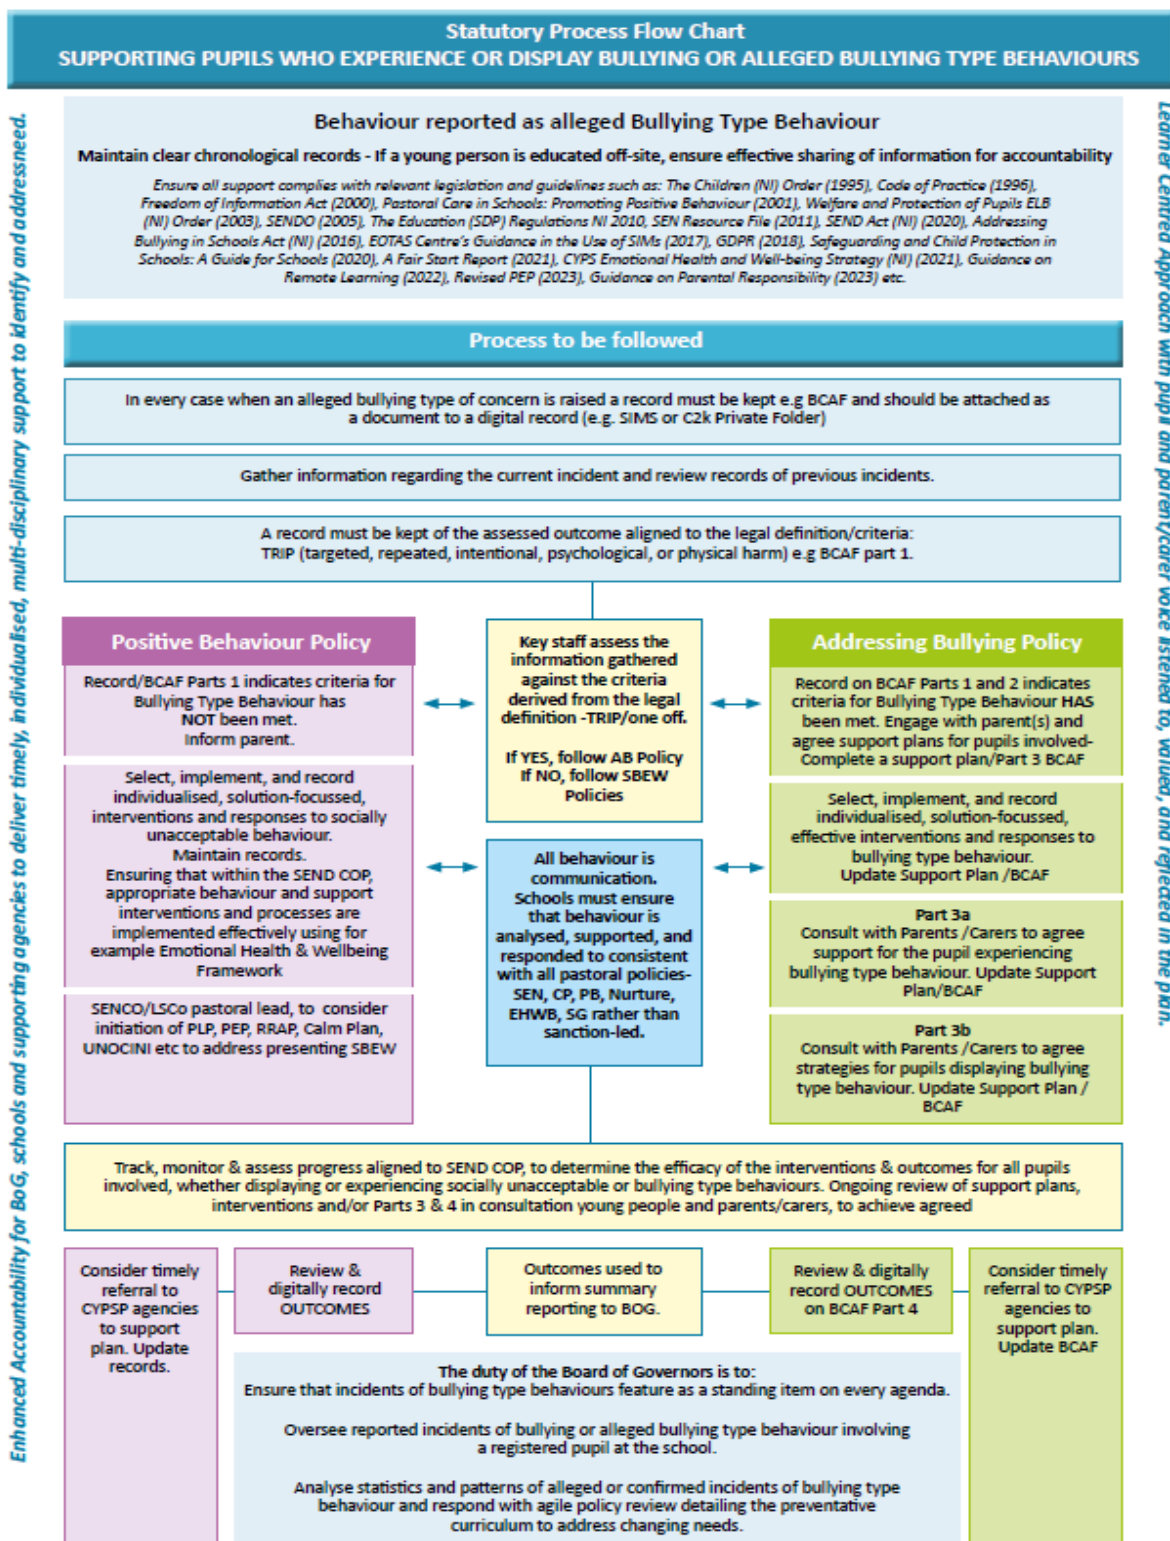 Statutory Process Flow Chart
SUPPORTING PUPILS WHO EXPERIENCE OR DISPLAY BULLYING OR ALLEGED BULLYING TYPE BEHAVIOURS
Enhanced Accountability for BoG, schools and supporting agencies to deliver timely, individualised, multi-disciplinary support to identify and addressneed.
Learner Centred Approach with pupil and parent/carer voice listened to, valued, and reflected in the plan.
Behaviour reported as alleged Bullying Type Behaviour
Maintain clear chronological records - If a young person is educated off-site, ensure effective sharing of information for accountability
Ensure all support complies with relevant legislation and guidelines such as: The Children (NI) Order (1995), Code of Practice (1996),
Freedom of Information Act (2000), Pastoral Care in Schools: Promoting Positive Behaviour (2001), Welfare and Protection of Pupils ELB
(NI) Order (2003), SENDO (2005), The Education (SDP) Regulations NI 2010, SEN Resource File (2011), SEND Act (NI) (2020), Addressing
Bullying in Schools Act (NI) (2016), EOTAS Centre's Guidance in the Use of SIMs (2017), GDPR (2018), Safeguarding and Child Protection in
Schools: A Guide for Schools (2020), A Fair Start Report (2021), CYPS Emotional Health and Well-being Strategy (NI) (2021), Guidance on
Remote Learning (2022), Revised PEP (2023), Guidance on Parental Responsibility (2023) etc.
Process to be followed
In every case when an alleged bullying type of concern is raised a record must be kept e.g BCAF and should be attached as
a document to a digital record (e.g. SIMS or C2k Private Folder)
Gather information regarding the current incident and review records of previous incidents.
A record must be kept of the assessed outcome aligned to the legal definition/criteria:
TRIP (targeted, repeated, intentional, psychological, or physical harm) e.g BCAF part 1.
Positive Behaviour Policy
Record/BCAF Parts 1 indicates criteria for
Bullying Type Behaviour has
NOT been met.
Inform parent.
Select, implement, and record
individualised, solution-focussed,
interventions and responses to socially
unacceptable behaviour.
Maintain records.
Ensuring that within the SEND COP,
appropriate behaviour and support
interventions and processes are
implemented effectively using for
example Emotional Health & Wellbeing
Framework
SENCO/LSCo pastoral lead, to consider
initiation of PLP, PEP, RRAP, Calm Plan,
UNOCINI etc to address presenting SBEW
Key staff assess the
information gathered
against the criteria
derived from the legal
definition -TRIP/one off.
If YES, follow AB Policy
If NO, follow SBEW
Policies
All behaviour is
communication.
Schools must ensure
that behaviour is
analysed, supported, and
responded to consistent
with all pastoral policies-
SEN, CP, PB, Nurture,
EHWB, SG rather than
sanction-led.
Addressing Bullying Policy
Record on BCAF Parts 1 and 2 indicates
criteria for Bullying Type Behaviour HAS
been met. Engage with parent(s) and
agree support plans for pupils involved-
Complete a support plan/Part 3 BCAF
Select, implement, and record
individualised, solution-focussed,
effective interventions and responses to
bullying type behaviour.
Update Support Plan /BCAF
Part 3a
Consult with Parents /Carers to agree
support for the pupil experiencing
bullying type behaviour. Update Support
Plan/BCAF
Part 3b
Consult with Parents /Carers to agree
strategies for pupils displaying bullying
type behaviour. Update Support Plan /
BCAF
Track, monitor & assess progress aligned to SEND COP, to determine the efficacy of the interventions & outcomes for all pupils
involved, whether displaying or experiencing socially unacceptable or bullying type behaviours. Ongoing review of support plans,
interventions and/or Parts 3 & 4 in consultation young people and parents/carers, to achieve agreed
Consider timely
referral to
CYPSP agencies
to support
plan. Update
records.
Review &
digitally record
OUTCOMES
Outcomes used to
inform summary
reporting to BOG.
Review & digitally
record OUTCOMES
on BCAF Part 4
Consider timely
referral to CYPSP
agencies to
support plan.
Update BCAF
The duty of the Board of Governors is to:
Ensure that incidents of bullying type behaviours feature as a standing item on every agenda.
Oversee reported incidents of bullying or alleged bullying type behaviour involving
a registered pupil at the school.
Analyse statistics and patterns of alleged or confirmed incidents of bullying type
behaviour and respond with agile policy review detailing the preventative
curriculum to address changing needs.